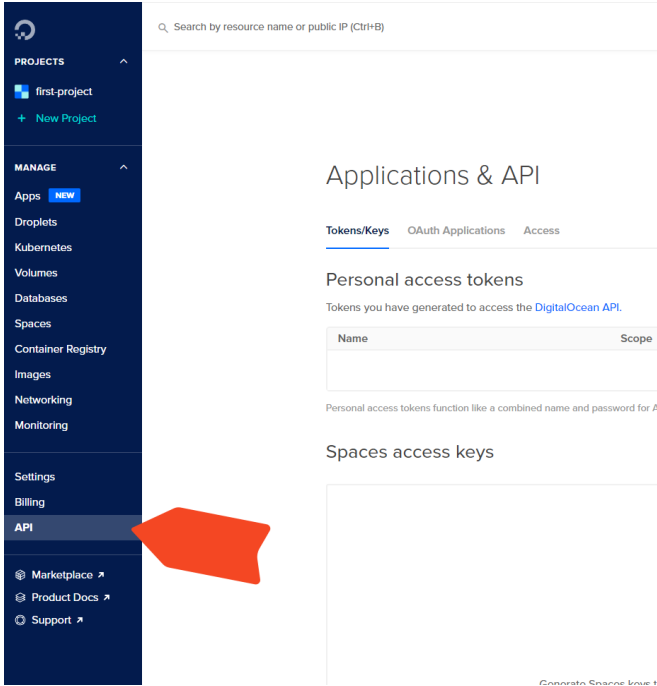 Search by resource name or public IP (Ctrl+B)
PROJECTS
first-project
+ New Project
MANAGE
Apps NEW
Droplets
Kubernetes
Volumes
Databases
Spaces
Container Registry
Images
Networking
Monitoring
Settings
Billing
API
Marketplace ↗
Product Docs ↗
Support ↗
Applications & API
Tokens/Keys OAuth Applications Access
Personal access tokens
Tokens you have generated to access the DigitalOcean API.
Name Scope
Personal access tokens function like a combined name and password for A
Spaces access keys
Generate Spaces keys t